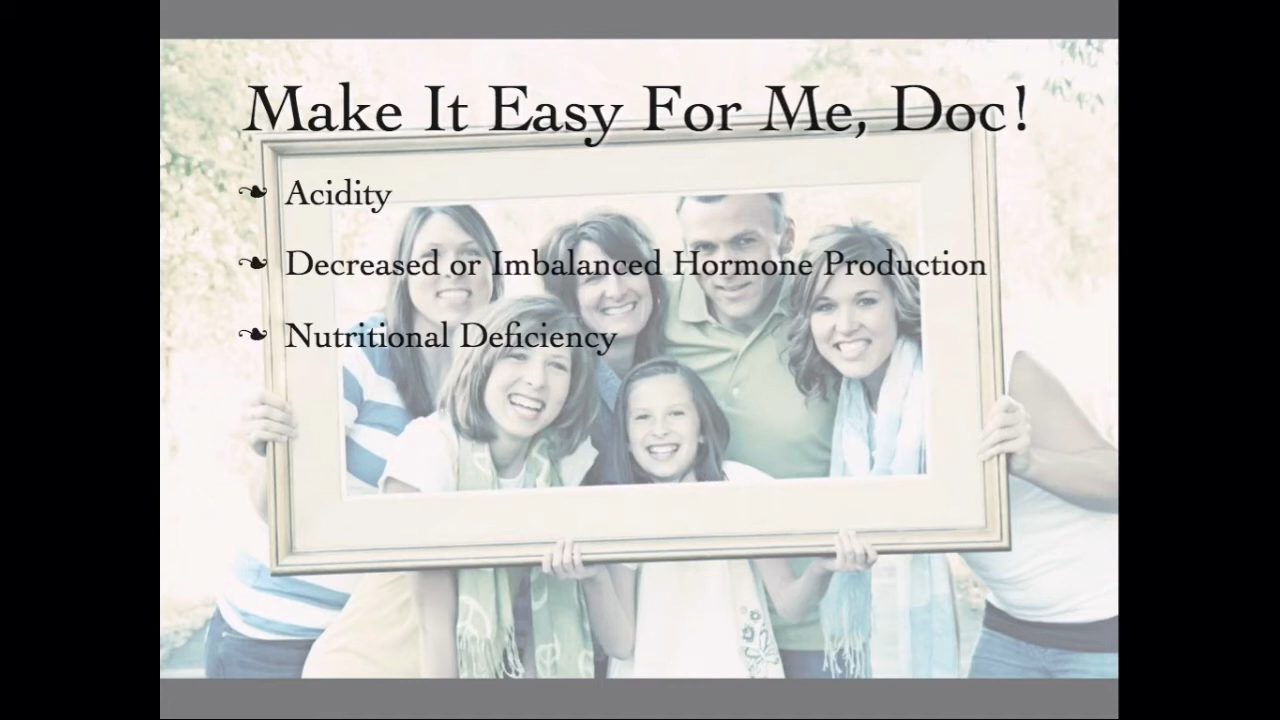 Make It Easy For Me, Doc!
Acidity
Decreased or Imbalanced Hormone Production
Nutritional Deficiency